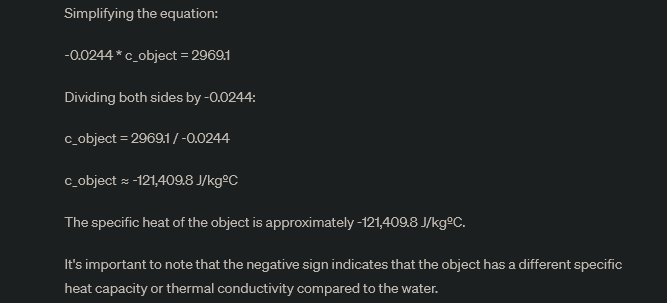 Simplifying the equation:
-0.0244 * c_object = 2969.1
Dividing both sides by -0.0244:
c_object = 2969.1 / -0.0244
c_object ≈ -121,409.8 J/kgºC
The specific heat of the object is approximately -121,409.8 J/kgºC.
It's important to note that the negative sign indicates that the object has a different specific
heat capacity or thermal conductivity compared to the water.